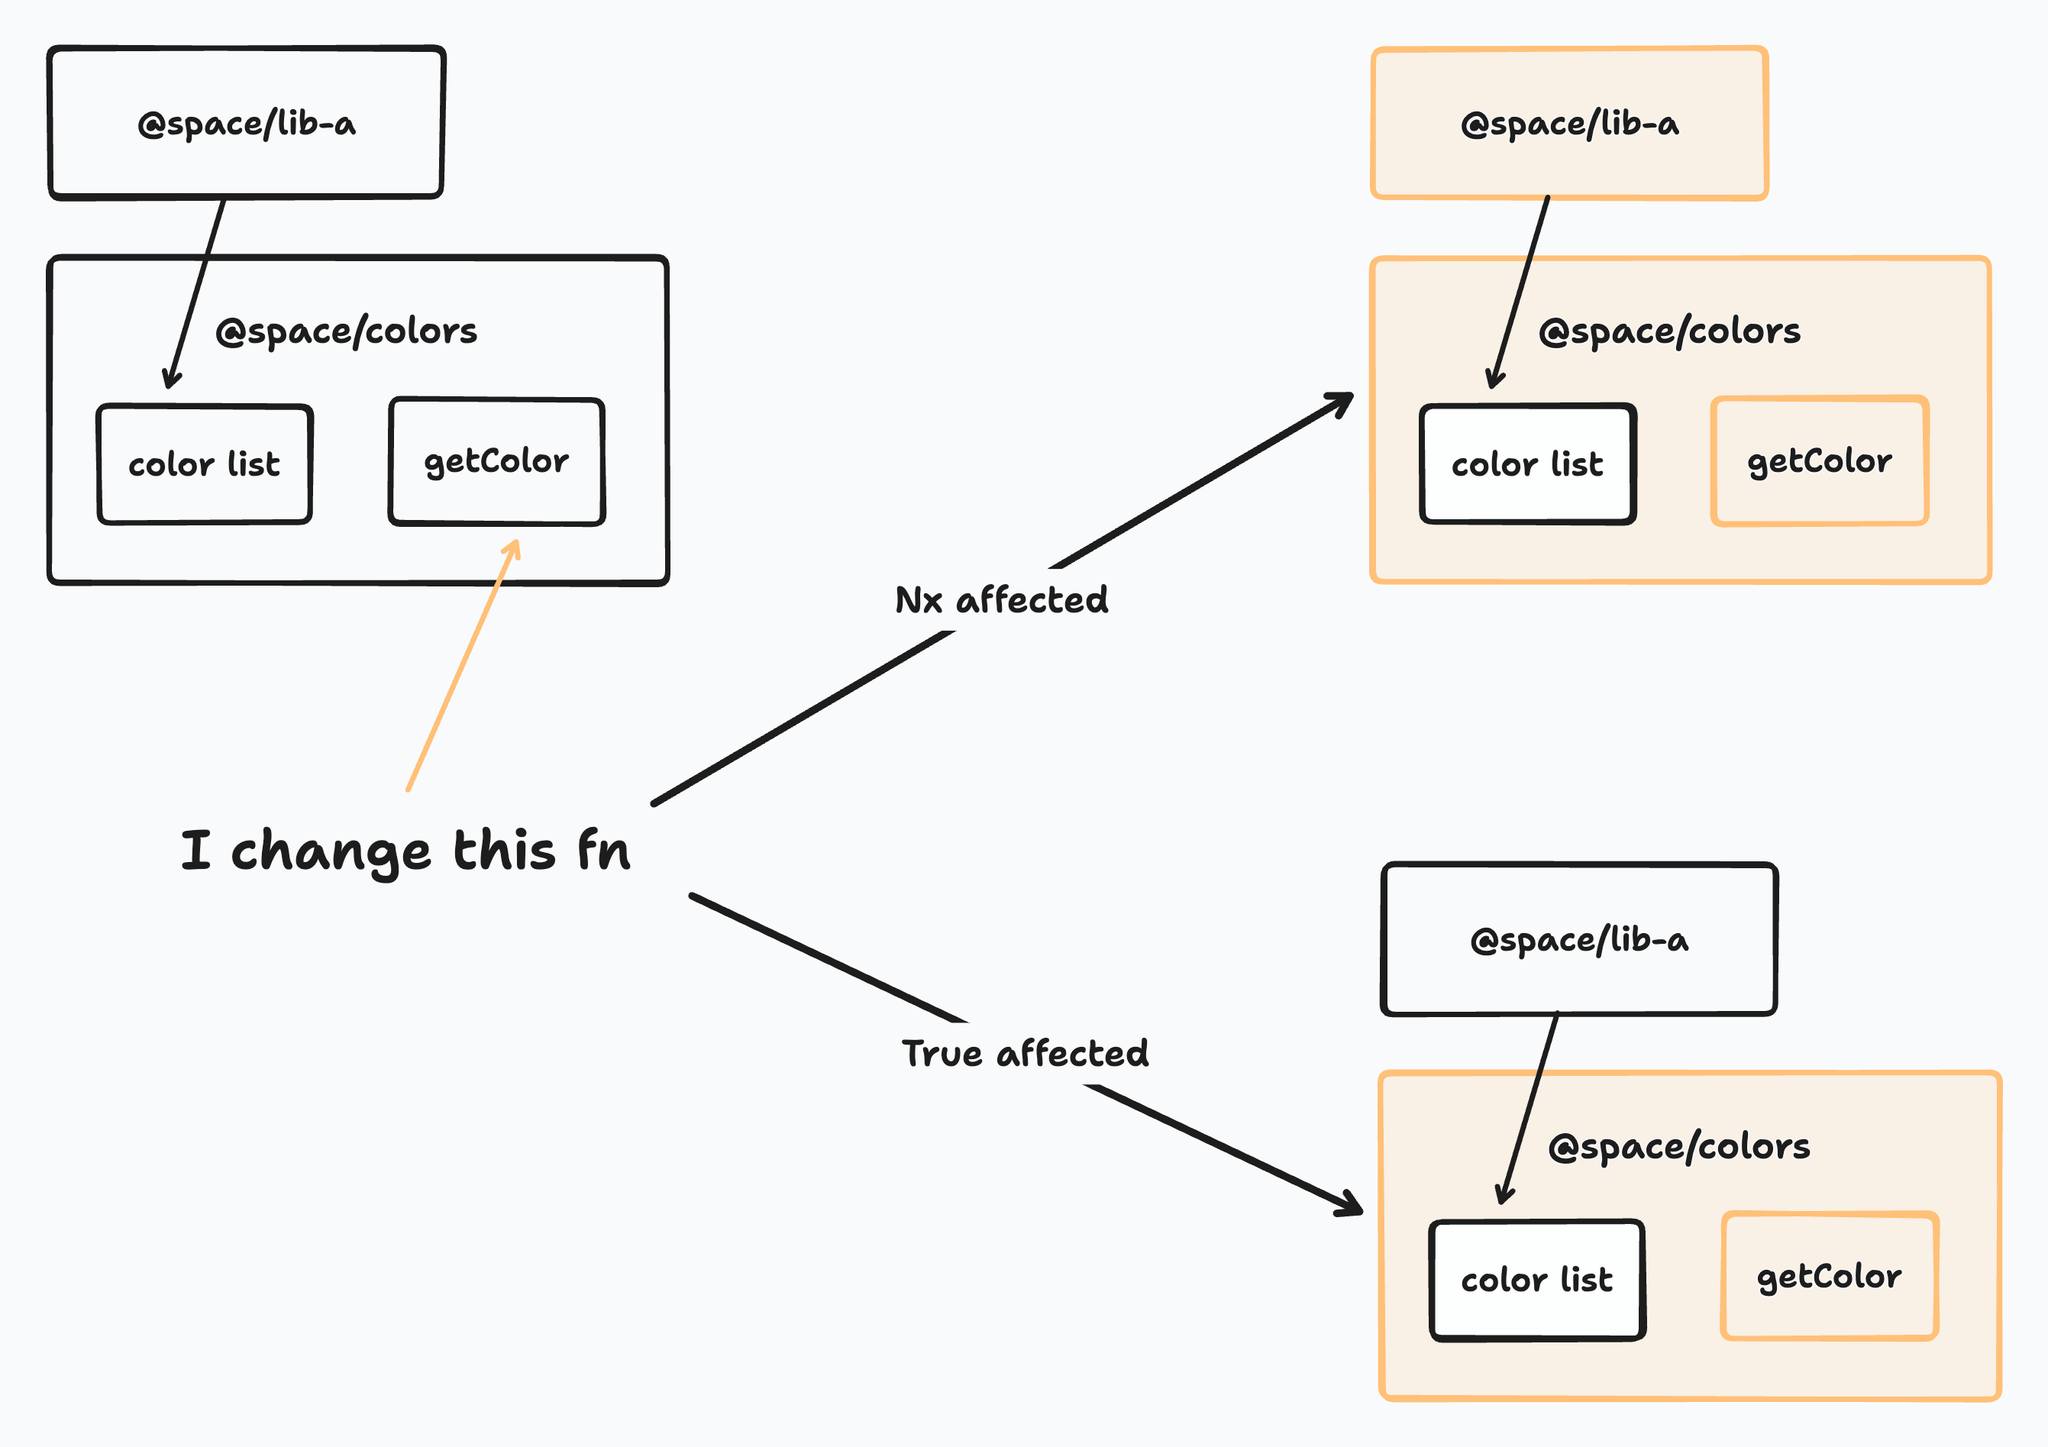 @space/lib-a
@space/colors
color list
getColor
I change this fn
Nx affected
@space/lib-a
@space/colors
color list
getColor
True affected
@space/lib-a
@space/colors
color list
getColor